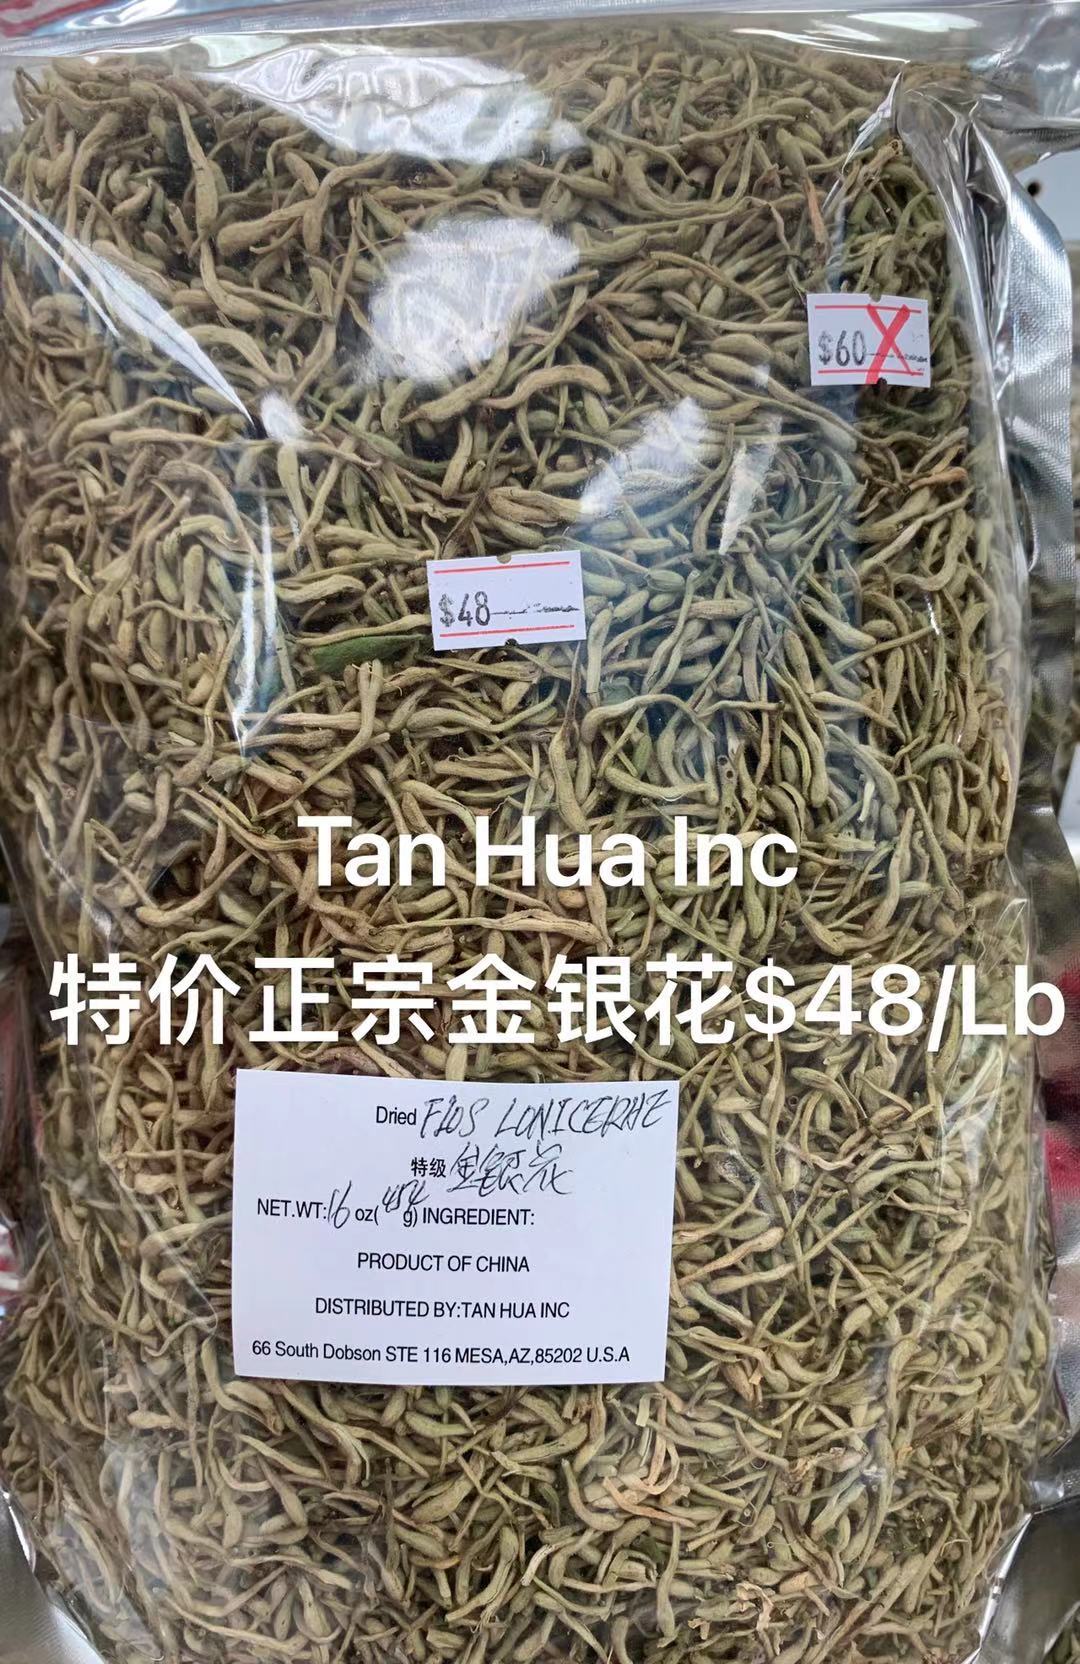 $60
$48
Tan Hua Inc
特价正宗金银花$48/Lb
Dried FLOS LONICERAE
特级 金银花
NET.WT:16 oz( 454 g) INGREDIENT:
PRODUCT OF CHINA
DISTRIBUTED BY:TAN HUA INC
66 South Dobson STE 116 MESA,AZ,85202 U.S.A